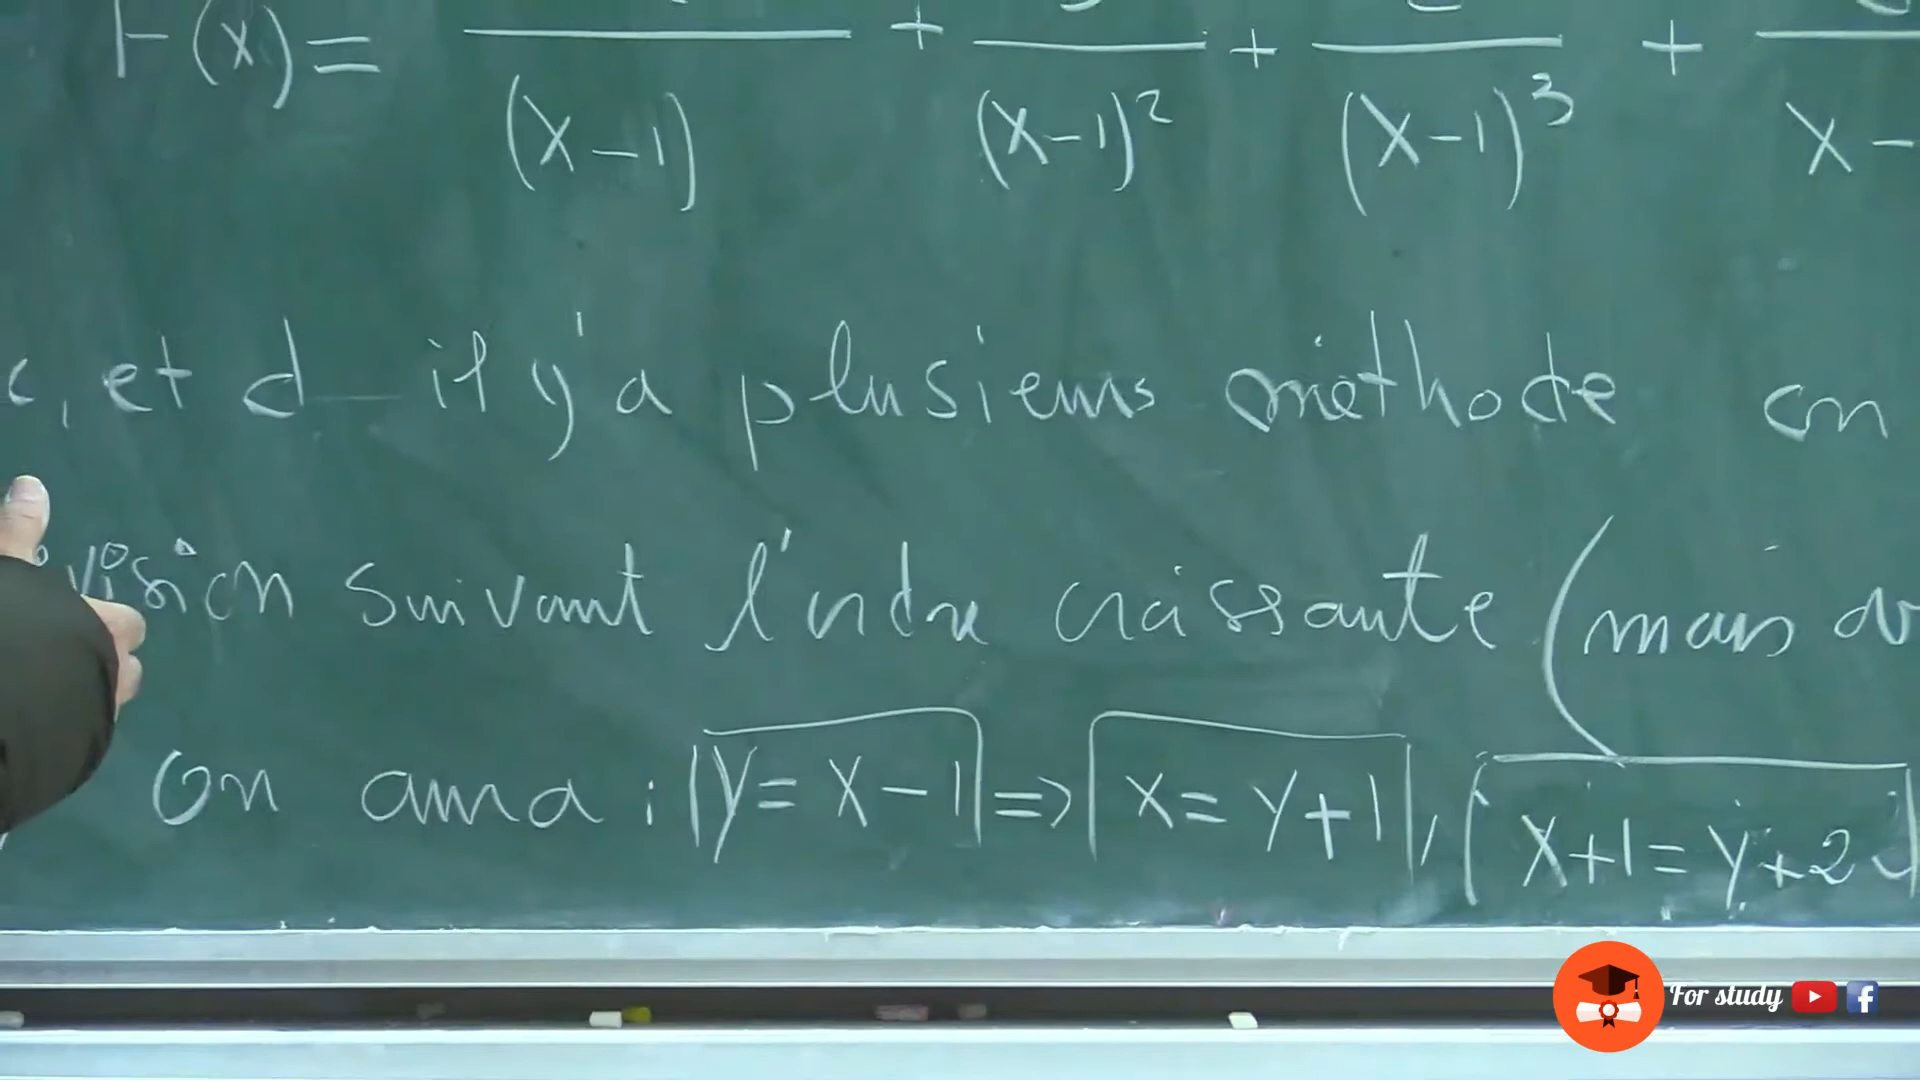 F(x) = ―― + ―― + ―― + ――
(x-1) (x-1)² (x-1)³ x-
c, et d il y'a plusieurs méthode on
vision suivant l'ordre craissante (mais
On aura : y = x-1 => x = y+1, x+1 = y+2
For study